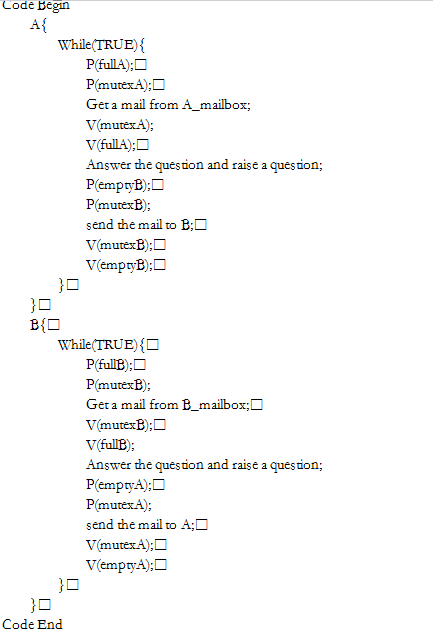 Code Begin
A{
While(TRUE){
P(fullA);□
P(mutexA);□
Get a mail from A_mailbox;
V(mutexA);
V(fullA);□
Answer the question and raise a question;
P(emptyB);□
P(mutexB);
send the mail to B;□
V(mutexB);□
V(emptyB);□
}□
}□
B{□
While(TRUE){□
P(fullB);□
P(mutexB);
Get a mail from B_mailbox;□
V(mutexB);□
V(fullB);
Answer the question and raise a question;
P(emptyA);□
P(mutexA);
send the mail to A;□
V(mutexA);□
V(emptyA);□
}□
}□
Code End